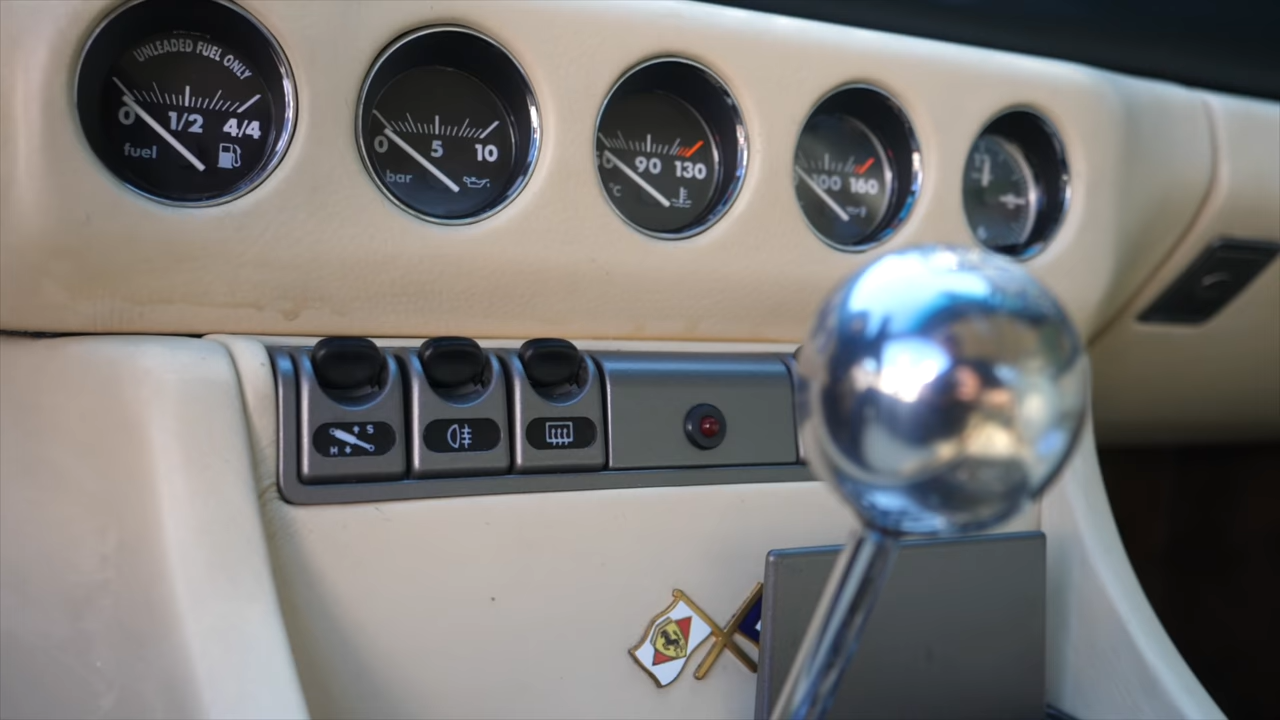 UNLEADED FUEL ONLY
0 1/2 4/4
fuel
0 5 10
bar
90 130
°C
100 160
S
H